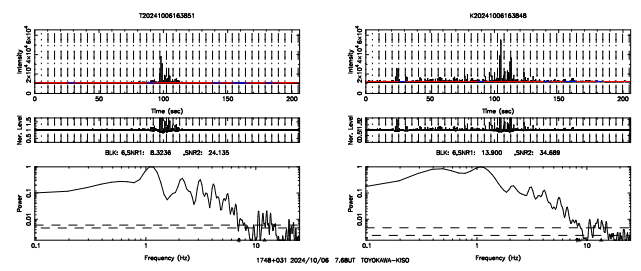 T20241006163851
K20241006163848
Intensity
0 2×10⁴ 4×10⁴ 6×10⁴
0 50 100 150 200
Time (sec)
Intensity
0 2×10⁴ 4×10⁴ 6×10⁴ 8×10⁴
0 50 100 150 200
Time (sec)
Nor. Level
0.5 1 1.5
Nor. Level
BLK: 6,SNR1: 8.3236 ,SNR2: 24.135
BLK: 6,SNR1: 13.900 ,SNR2: 34.689
Power
1
0.1
0.01
0.1 1 10
Frequency (Hz)
Power
1
0.1
0.01
0.1 1 10
Frequency (Hz)
1748+031 2024/10/06 7.68UT TOYOKAWA-KISO